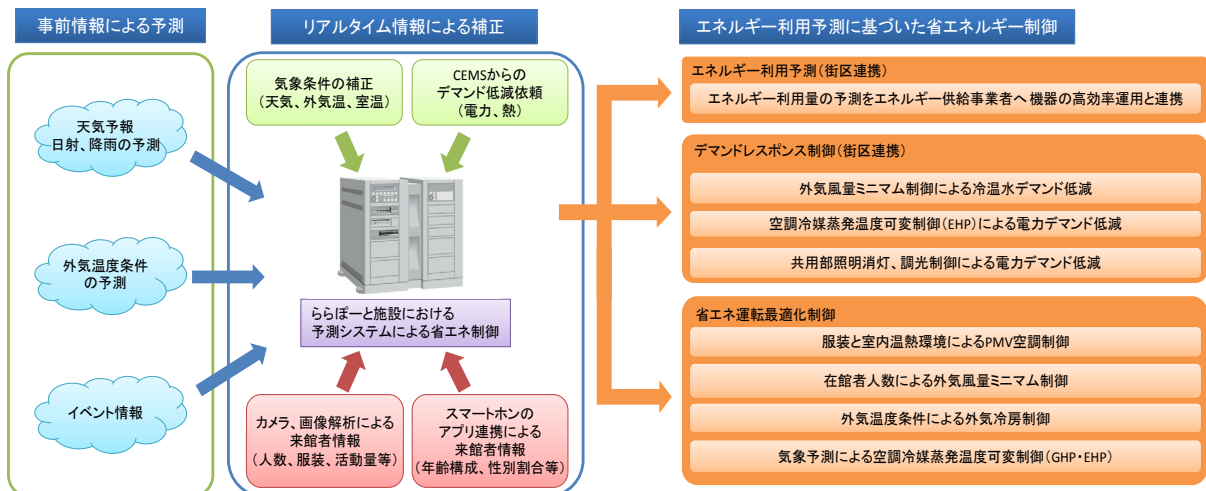 事前情報による予測
リアルタイム情報による補正
エネルギー利用予測に基づいた省エネルギー制御
天気予報
日射、降雨の予測
外気温度条件
の予測
イベント情報
気象条件の補正
(天気、外気温、室温)
CEMSからの
デマンド低減依頼
(電力、熱)
ららぽーと施設における
予測システムによる省エネ制御
カメラ、画像解析による
来館者情報
(人数、服装、活動量等)
スマートホンの
アプリ連携による
来館者情報
(年齢構成、性別割合等)
エネルギー利用予測(街区連携)
エネルギー利用量の予測をエネルギー供給事業者へ機器の高効率運用と連携
デマンドレスポンス制御(街区連携)
外気風量ミニマム制御による冷温水デマンド低減
空調冷媒蒸発温度可変制御(EHP)による電力デマンド低減
共用部照明消灯、調光制御による電力デマンド低減
省エネ運転最適化制御
服装と室内温熱環境によるPMV空調制御
在館者人数による外気風量ミニマム制御
外気温度条件による外気冷房制御
気象予測による空調冷媒蒸発温度可変制御(GHP・EHP)